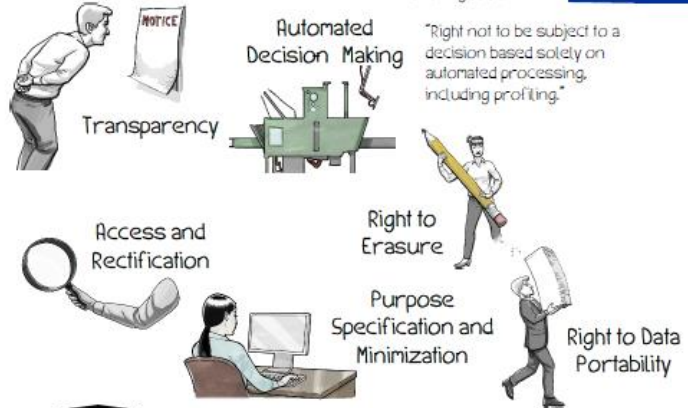 NOTICE
Transparency
Automated
Decision Making
"Right not to be subject to a
decision based solely on
automated processing,
including profiling."
Access and
Rectification
Right to
Erasure
Purpose
Specification and
Minimization
Right to Data
Portability